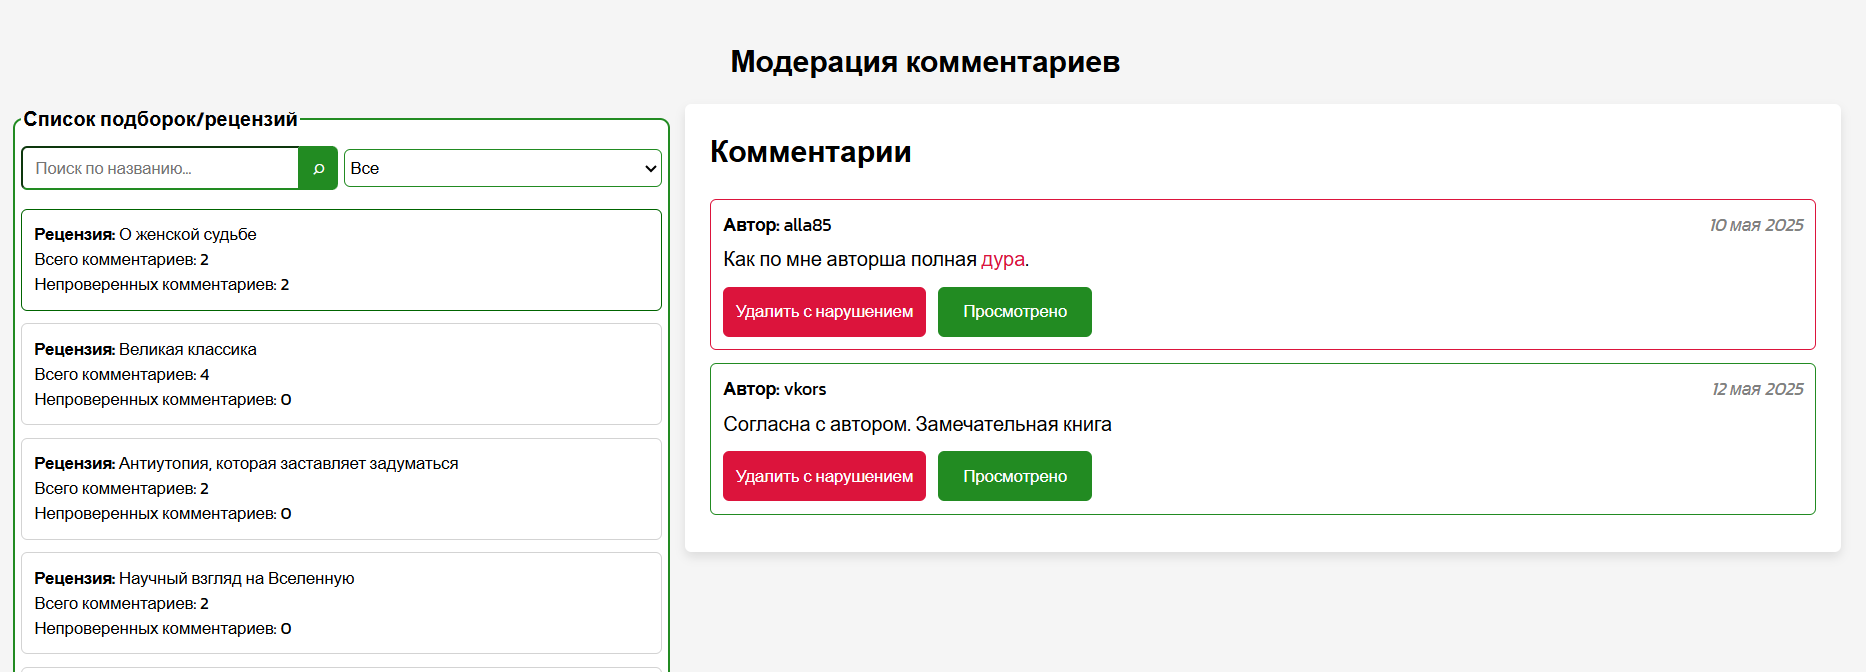 Модерация комментариев
Список подборок/рецензий
Поиск по названию...
Все
Рецензия: О женской судьбе
Всего комментариев: 2
Непроверенных комментариев: 2
Рецензия: Великая классика
Всего комментариев: 4
Непроверенных комментариев: 0
Рецензия: Антиутопия, которая заставляет задуматься
Всего комментариев: 2
Непроверенных комментариев: 0
Рецензия: Научный взгляд на Вселенную
Всего комментариев: 2
Непроверенных комментариев: 0
Комментарии
Автор: alla85
10 мая 2025
Как по мне авторша полная дура.
Удалить с нарушением
Просмотрено
Автор: vkors
12 мая 2025
Согласна с автором. Замечательная книга
Удалить с нарушением
Просмотрено